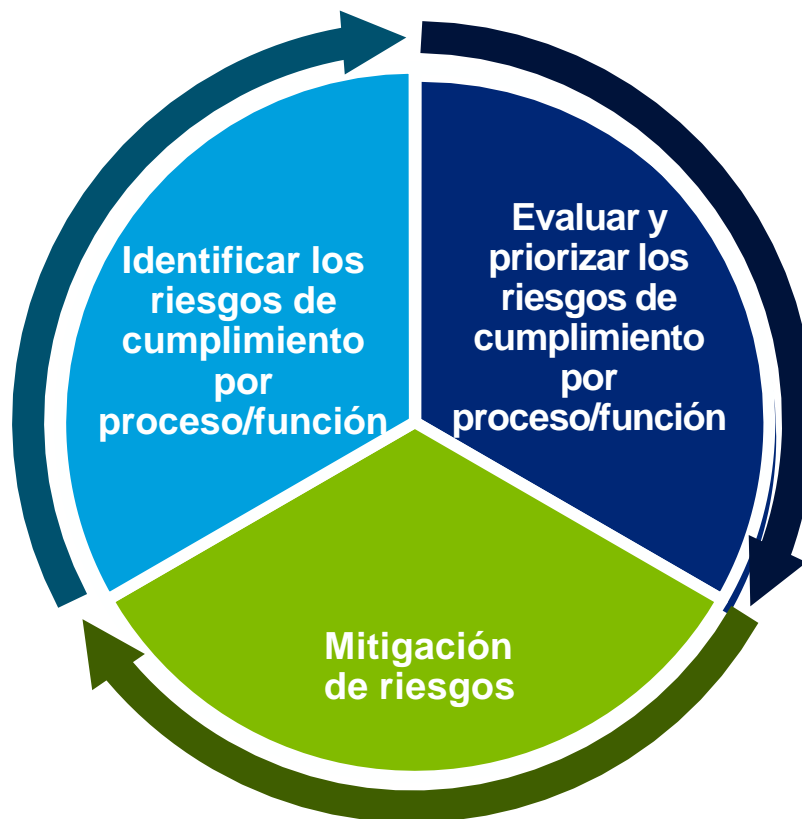 Identificar los
riesgos de
cumplimiento
por
proceso/función
Evaluar y
priorizar los
riesgos de
cumplimiento
por
proceso/función
Mitigación
de riesgos